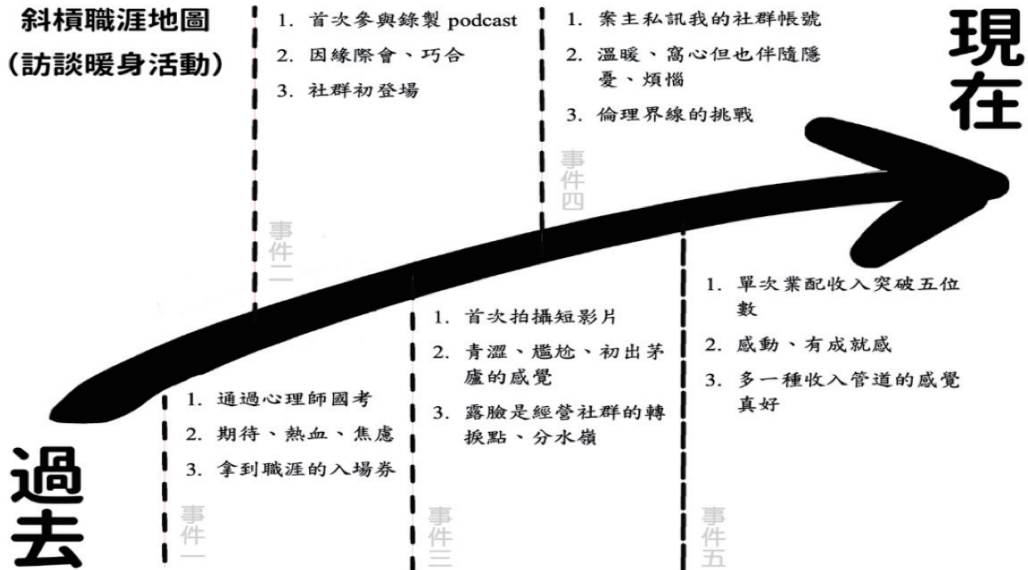 斜槓職涯地圖
（訪談暖身活動）
1. 首次參與錄製 podcast
2. 因緣際會、巧合
3. 社群初登場
事件二
1. 案主私訊我的社群帳號
2. 溫暖、窩心但也伴隨隱
憂、煩惱
3. 倫理界線的挑戰
事件四
現在
過去
1. 通過心理師國考
2. 期待、熱血、焦慮
3. 拿到職涯的入場券
事件一
1. 首次拍攝短影片
2. 青澀、尷尬、初出茅
廬的感覺
3. 露臉是經營社群的轉
捩點、分水嶺
事件三
1. 單次業配收入突破五位
數
2. 感動、有成就感
3. 多一種收入管道的感覺
真好
事件五